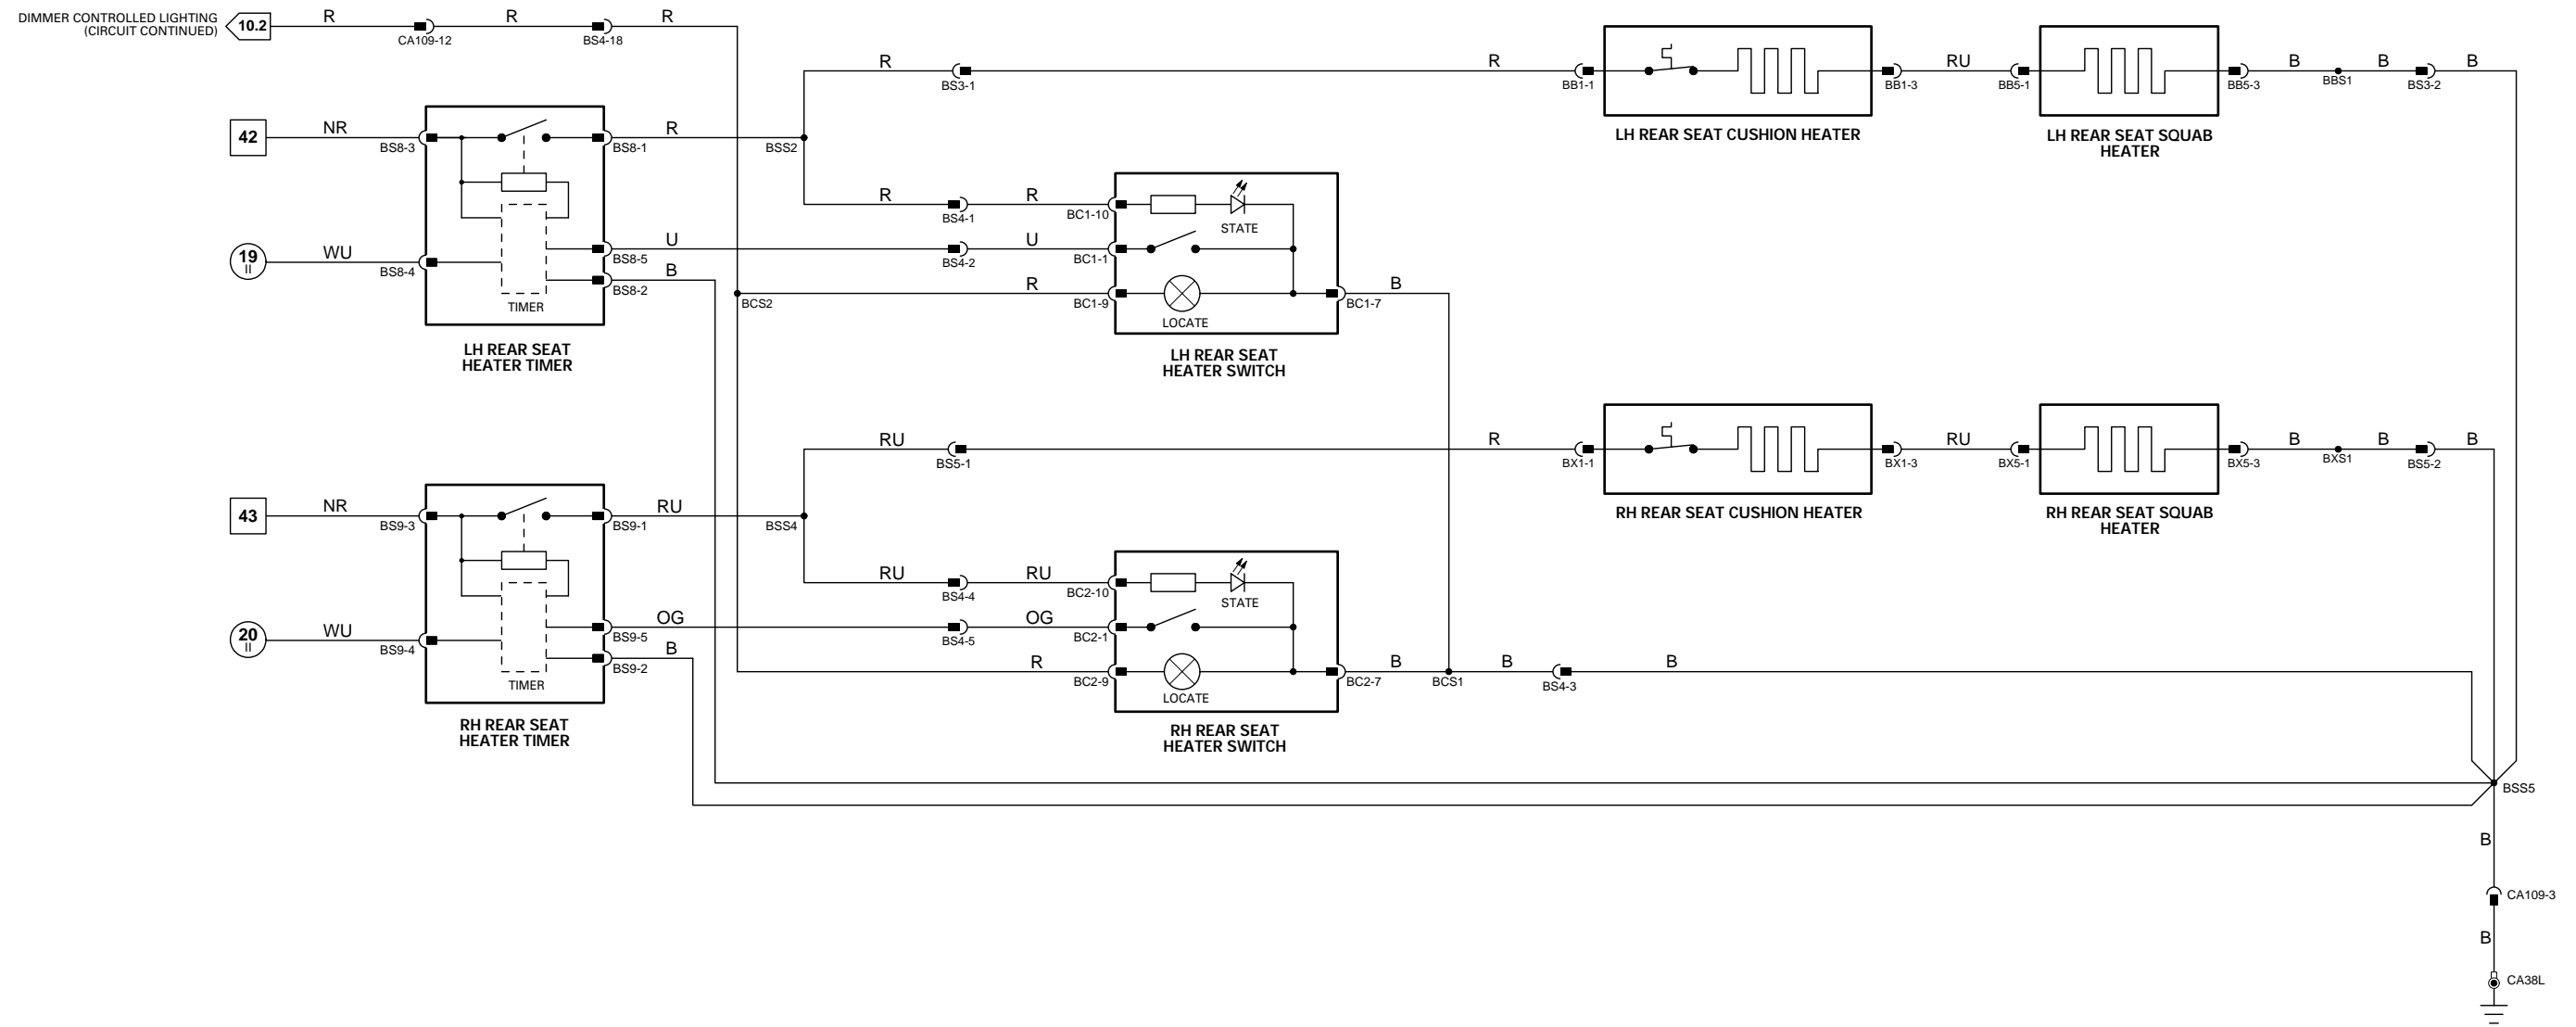 DIMMER CONTROLLED LIGHTING
(CIRCUIT CONTINUED)
10.2
R
CA109-12
R
BS4-18
R
R
BS3-1
R
BB1-1
BB1-3
RU
BB5-1
BB5-3
B
BBS1
B
BS3-2
B
LH REAR SEAT CUSHION HEATER
LH REAR SEAT SQUAB
HEATER
42
NR
BS8-3
BS8-1
R
BSS2
19
II
WU
BS8-4
TIMER
BS8-5
U
BS8-2
B
LH REAR SEAT
HEATER TIMER
R
BS4-1
R
BC1-10
STATE
BS4-2
U
BC1-1
BCS2
R
BC1-9
LOCATE
BC1-7
B
LH REAR SEAT
HEATER SWITCH
RU
BS5-1
R
BX1-1
BX1-3
RU
BX5-1
BX5-3
B
BXS1
B
BS5-2
B
RH REAR SEAT CUSHION HEATER
RH REAR SEAT SQUAB
HEATER
43
NR
BS9-3
BS9-1
RU
BSS4
20
II
WU
BS9-4
TIMER
BS9-5
OG
BS9-2
B
RH REAR SEAT
HEATER TIMER
RU
BS4-4
RU
BC2-10
STATE
BS4-5
OG
BC2-1
R
BC2-9
LOCATE
BC2-7
B
BCS1
B
BS4-3
B
RH REAR SEAT
HEATER SWITCH
BSS5
B
CA109-3
B
CA38L